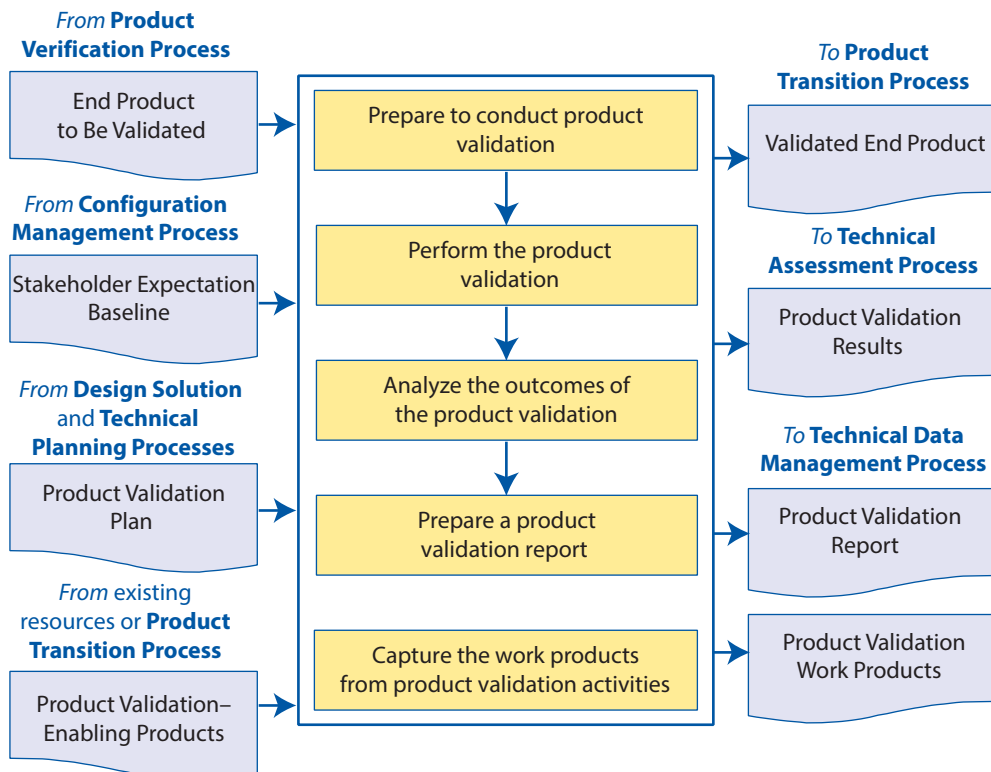 From Product
Verification Process
End Product
to Be Validated
From Configuration
Management Process
Stakeholder Expectation
Baseline
From Design Solution
and Technical
Planning Processes
Product Validation
Plan
From existing
resources or Product
Transition Process
Product Validation–
Enabling Products
Prepare to conduct product
validation
Perform the product
validation
Analyze the outcomes of
the product validation
Prepare a product
validation report
Capture the work products
from product validation activities
To Product
Transition Process
Validated End Product
To Technical
Assessment Process
Product Validation
Results
To Technical Data
Management Process
Product Validation
Report
Product Validation
Work Products